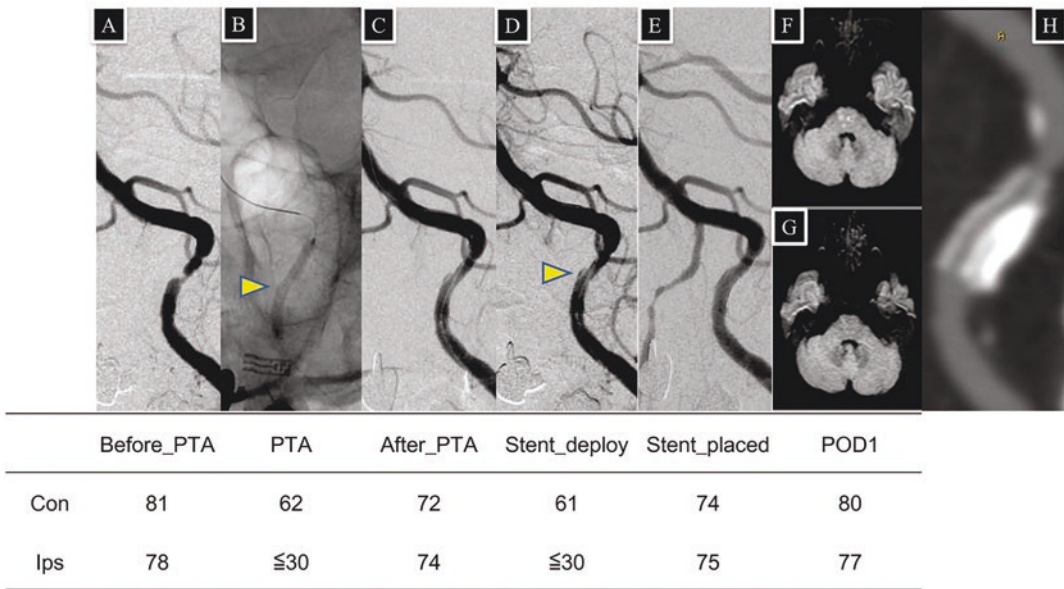 A B C D E F H
G
Before_PTA PTA After_PTA Stent_deploy Stent_placed POD1
Con 81 62 72 61 74 80
Ips 78 ≦30 74 ≦30 75 77